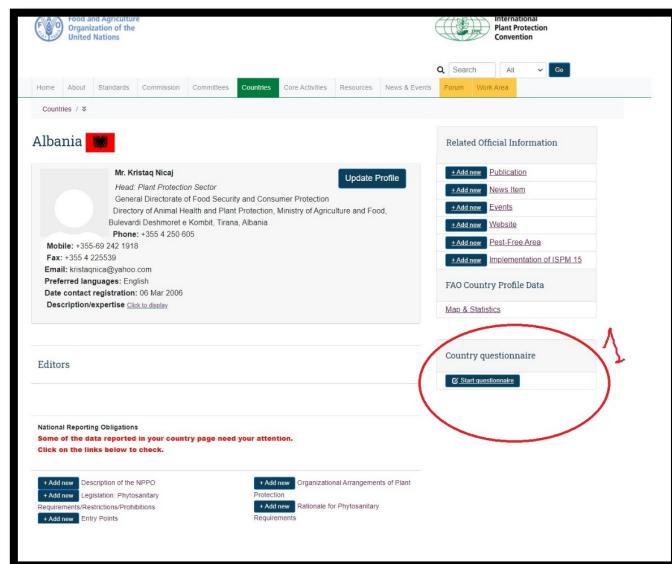 Food and Agriculture
Organization of the
United Nations
International
Plant Protection
Convention
Search All Go
Home About Standards Commission Committees Countries Core Activities Resources News & Events Forum Work Area
Countries /
Albania
Mr. Kristaq Nicaj
Update Profile
Head: Plant Protection Sector
General Directorate of Food Security and Consumer Protection
Directory of Animal Health and Plant Protection, Ministry of Agriculture and Food,
Bulevardi Deshmoret e Kombit, Tirana, Albania
Phone: +355 4 250 605
Mobile: +355-69 242 1918
Fax: +355 4 225539
Email: kristaqnica@yahoo.com
Preferred languages: English
Date contact registration: 06 Mar 2006
Description/expertise Click to display
Related Official Information
+ Add new Publication
+ Add new News Item
+ Add new Events
+ Add new Website
+ Add new Pest-Free Area
+ Add new Implementation of ISPM 15
FAO Country Profile Data
Map & Statistics
Country questionnaire
Start questionnaire
1
Editors
National Reporting Obligations
Some of the data reported in your country page need your attention.
Click on the links below to check.
+ Add new Description of the NPPO
+ Add new Legislation: Phytosanitary
Requirements/Restrictions/Prohibitions
+ Add new Entry Points
+ Add new Organizational Arrangements of Plant
Protection
+ Add new Rationale for Phytosanitary
Requirements